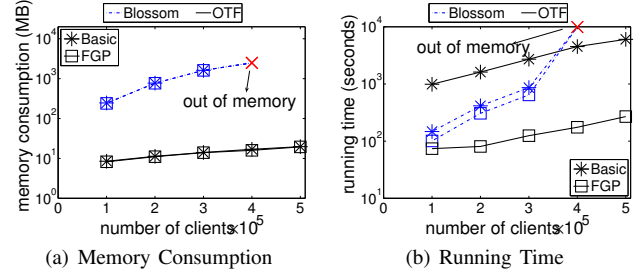 Blossom OTF
Basic
FGP
memory consumption (MB)
10^4
10^3
10^2
10^1
10^0
out of memory
0 1 2 3 4 5
number of clients ×10^5
(a) Memory Consumption
Blossom OTF
running time (seconds)
10^4
10^3
10^2
10^1
out of memory
Basic
FGP
0 1 2 3 4 5
number of clients ×10^5
(b) Running Time